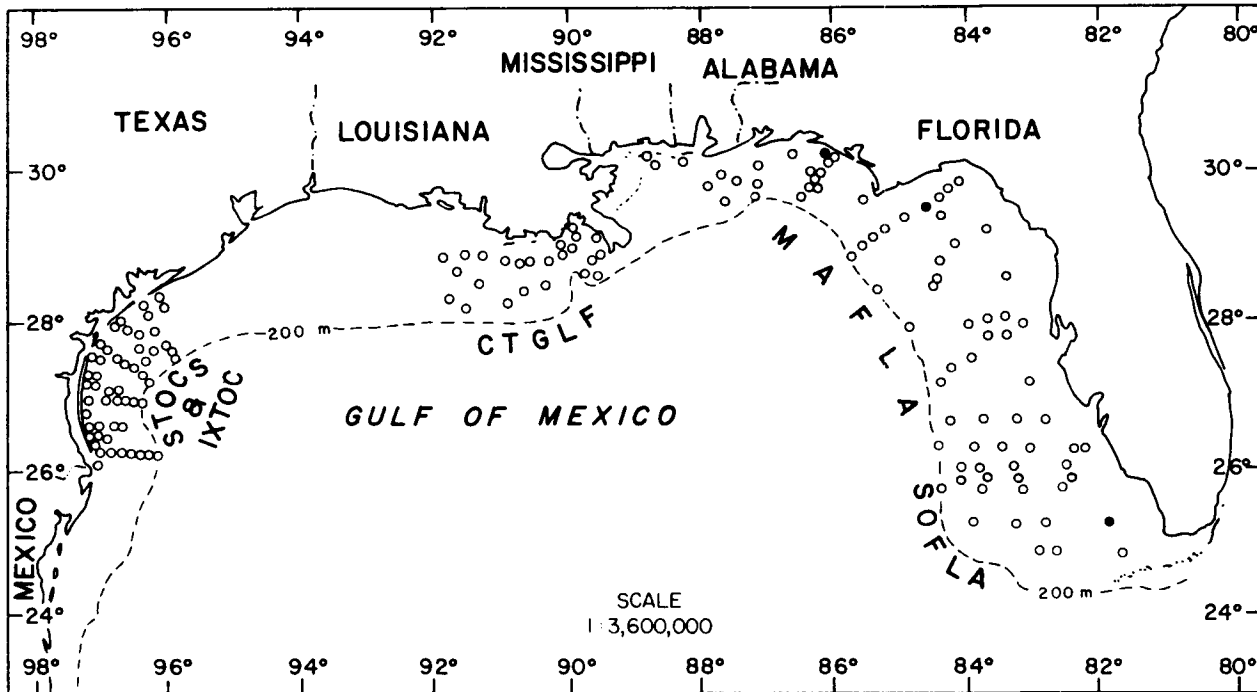 98° 96° 94° 92° 90° 88° 86° 84° 82° 80°
MISSISSIPPI ALABAMA
TEXAS LOUISIANA FLORIDA
30° 30°
MAFLA
28° 200 m CTGLF 28°
STOCS & IXTOC
GULF OF MEXICO
26° 26°
SOFLA
MEXICO
200 m
24° SCALE 24°
1:3,600,000
98° 96° 94° 92° 90° 88° 86° 84° 82° 80°